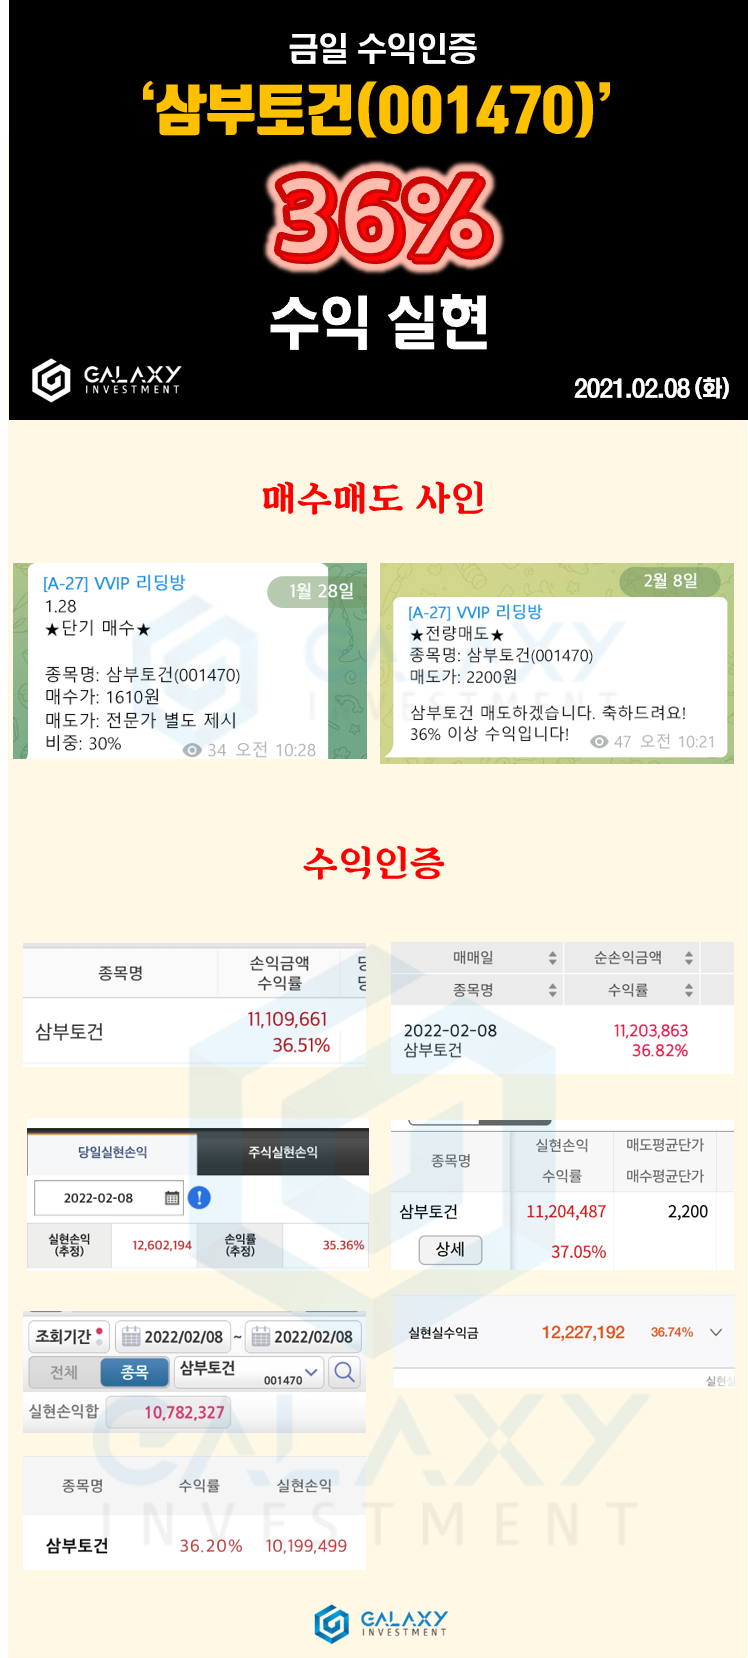 금일 수익인증
‘삼부토건(001470)’
36%
수익 실현
GALAXY
INVESTMENT
2021.02.08 (화)
매수매도 사인
[A-27] VVIP 리딩방
1월 28일
1.28
★단기 매수★
종목명: 삼부토건(001470)
매수가: 1610원
매도가: 전문가 별도 제시
비중: 30%
34 오전 10:28
2월 8일
[A-27] VVIP 리딩방
★전량매도★
종목명: 삼부토건(001470)
매도가: 2200원
삼부토건 매도하겠습니다. 축하드려요!
36% 이상 수익입니다!
47 오전 10:21
GALAXY
INVESTMENT
수익인증
종목명
손익금액
수익률
삼부토건
11,109,661
36.51%
매매일
순손익금액
종목명
수익률
2022-02-08
11,203,863
삼부토건
36.82%
당일실현손익
주식실현손익
2022-02-08
실현손익
(추정)
12,602,194
손익률
(추정)
35.36%
종목명
실현손익
매도평균단가
수익률
매수평균단가
삼부토건
11,204,487
2,200
상세
37.05%
조회기간
2022/02/08 ~ 2022/02/08
전체
종목
삼부토건
001470
실현손익합
10,782,327
실현실수익금
12,227,192
36.74%
종목명
수익률
실현손익
삼부토건
36.20%
10,199,499
GALAXY
INVESTMENT
GALAXY
INVESTMENT